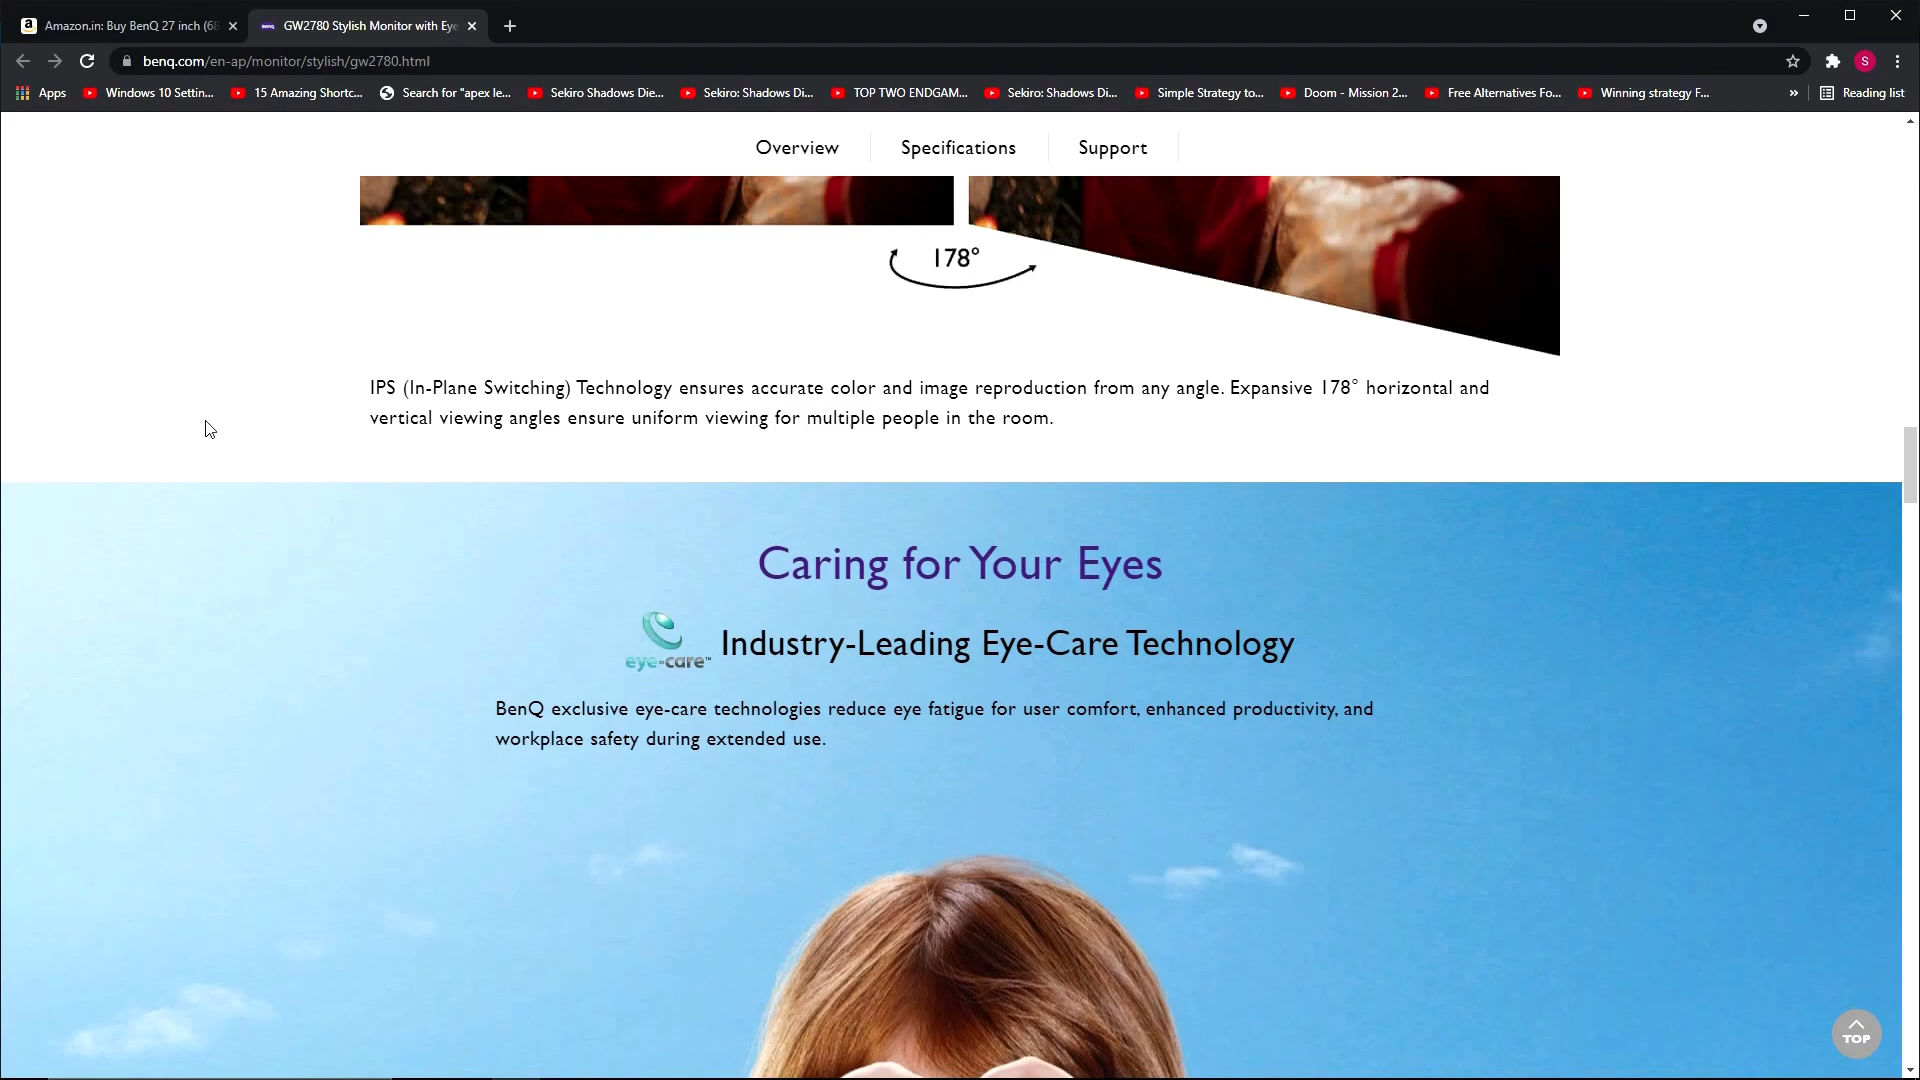 Amazon.in: Buy BenQ 27 inch (68
GW2780 Stylish Monitor with Eye
benq.com/en-ap/monitor/stylish/gw2780.html
S
Apps
Windows 10 Settin...
15 Amazing Shortc...
Search for "apex le...
Sekiro Shadows Die...
Sekiro: Shadows Di...
TOP TWO ENDGAM...
Sekiro: Shadows Di...
Simple Strategy to...
Doom - Mission 2...
Free Alternatives Fo...
Winning strategy F...
»
Reading list
Overview
Specifications
Support
178°
IPS (In-Plane Switching) Technology ensures accurate color and image reproduction from any angle. Expansive 178° horizontal and
vertical viewing angles ensure uniform viewing for multiple people in the room.
Caring for Your Eyes
eye-care™
Industry-Leading Eye-Care Technology
BenQ exclusive eye-care technologies reduce eye fatigue for user comfort, enhanced productivity, and
workplace safety during extended use.
TOP